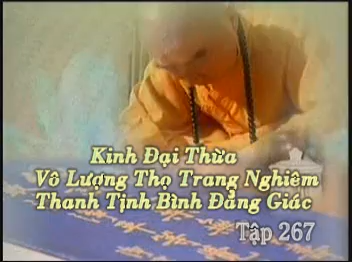 Kinh Đại Thừa
Vô Lượng Thọ Trang Nghiêm
Thanh Tịnh Bình Đẳng Giác
Tập 267